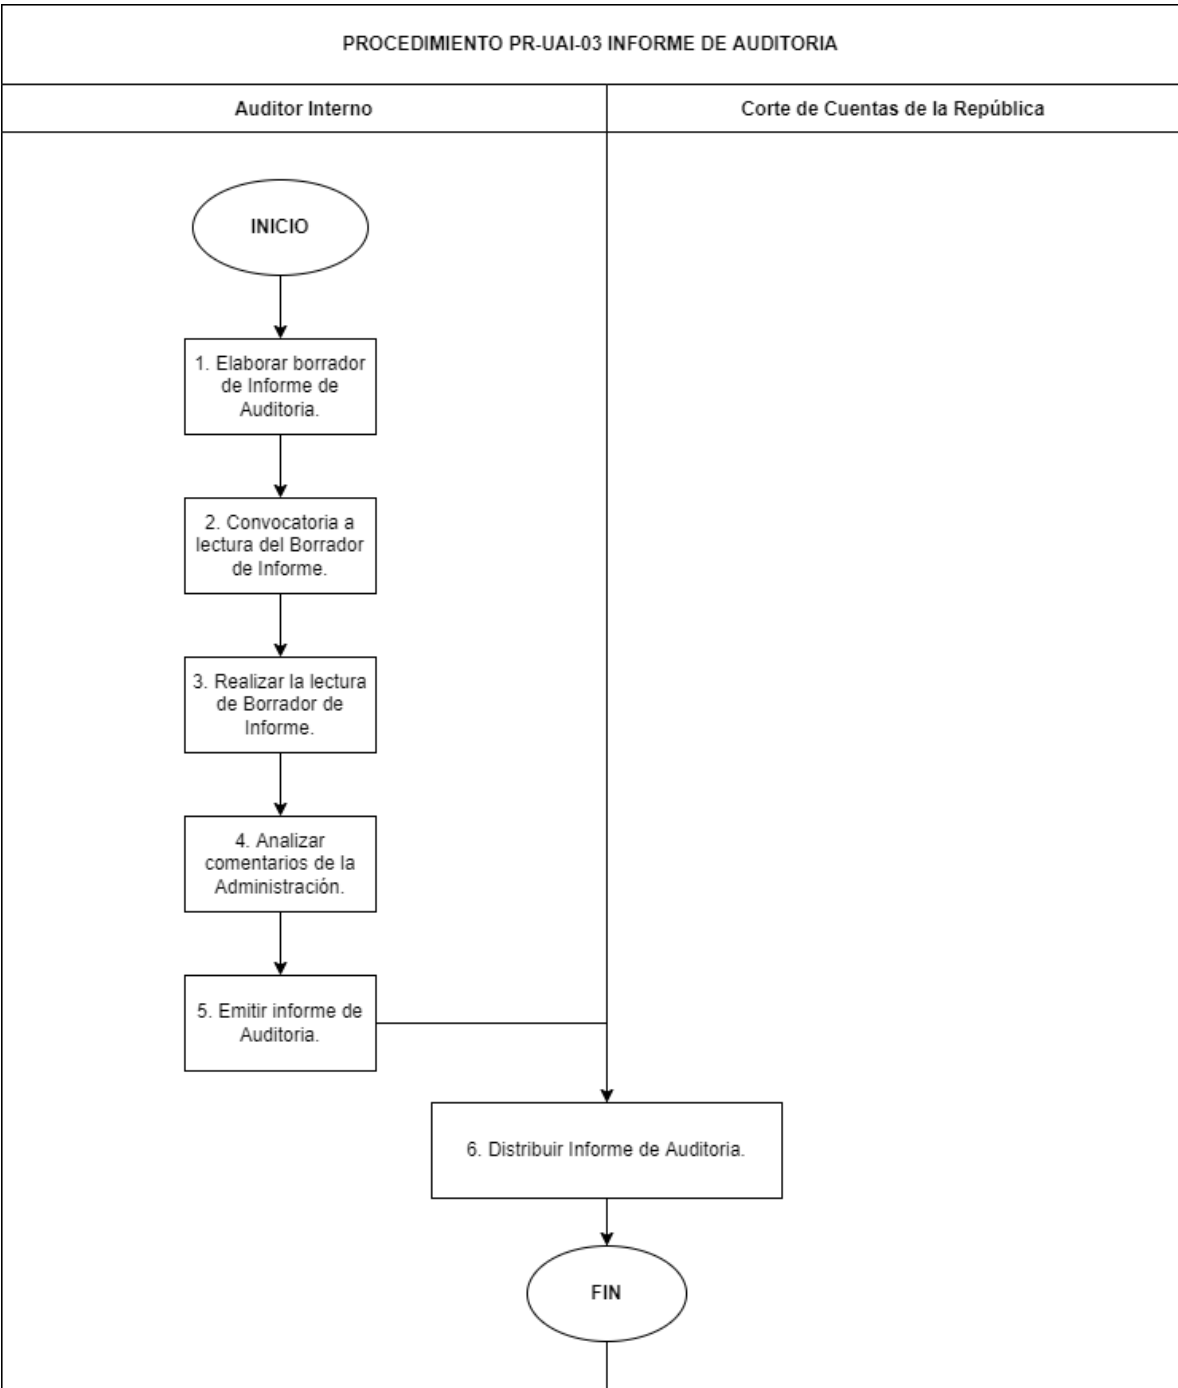 PROCEDIMIENTO PR-UAI-03 INFORME DE AUDITORIA
Auditor Interno
Corte de Cuentas de la República
INICIO
1. Elaborar borrador
de Informe de
Auditoria.
2. Convocatoria a
lectura del Borrador
de Informe.
3. Realizar la lectura
de Borrador de
Informe.
4. Analizar
comentarios de la
Administración.
5. Emitir informe de
Auditoria.
6. Distribuir Informe de Auditoria.
FIN